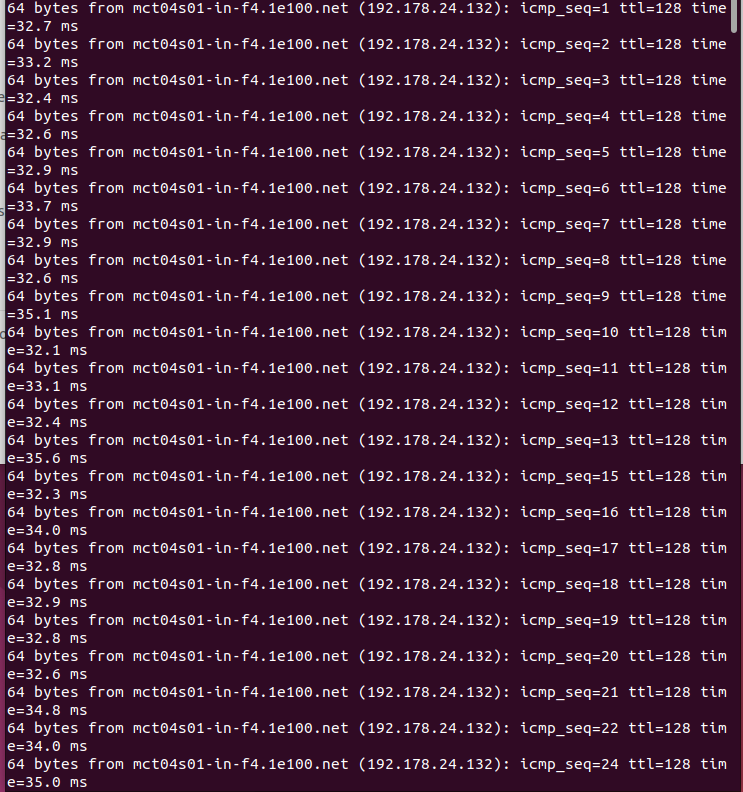 64 bytes from mct04s01-in-f4.1e100.net (192.178.24.132): icmp_seq=1 ttl=128 time
=32.7 ms
64 bytes from mct04s01-in-f4.1e100.net (192.178.24.132): icmp_seq=2 ttl=128 time
=33.2 ms
64 bytes from mct04s01-in-f4.1e100.net (192.178.24.132): icmp_seq=3 ttl=128 time
=32.4 ms
64 bytes from mct04s01-in-f4.1e100.net (192.178.24.132): icmp_seq=4 ttl=128 time
=32.6 ms
64 bytes from mct04s01-in-f4.1e100.net (192.178.24.132): icmp_seq=5 ttl=128 time
=32.9 ms
64 bytes from mct04s01-in-f4.1e100.net (192.178.24.132): icmp_seq=6 ttl=128 time
=33.7 ms
64 bytes from mct04s01-in-f4.1e100.net (192.178.24.132): icmp_seq=7 ttl=128 time
=32.9 ms
64 bytes from mct04s01-in-f4.1e100.net (192.178.24.132): icmp_seq=8 ttl=128 time
=32.6 ms
64 bytes from mct04s01-in-f4.1e100.net (192.178.24.132): icmp_seq=9 ttl=128 time
=35.1 ms
64 bytes from mct04s01-in-f4.1e100.net (192.178.24.132): icmp_seq=10 ttl=128 tim
e=32.1 ms
64 bytes from mct04s01-in-f4.1e100.net (192.178.24.132): icmp_seq=11 ttl=128 tim
e=33.1 ms
64 bytes from mct04s01-in-f4.1e100.net (192.178.24.132): icmp_seq=12 ttl=128 tim
e=32.4 ms
64 bytes from mct04s01-in-f4.1e100.net (192.178.24.132): icmp_seq=13 ttl=128 tim
e=35.6 ms
64 bytes from mct04s01-in-f4.1e100.net (192.178.24.132): icmp_seq=15 ttl=128 tim
e=32.3 ms
64 bytes from mct04s01-in-f4.1e100.net (192.178.24.132): icmp_seq=16 ttl=128 tim
e=34.0 ms
64 bytes from mct04s01-in-f4.1e100.net (192.178.24.132): icmp_seq=17 ttl=128 tim
e=32.8 ms
64 bytes from mct04s01-in-f4.1e100.net (192.178.24.132): icmp_seq=18 ttl=128 tim
e=32.9 ms
64 bytes from mct04s01-in-f4.1e100.net (192.178.24.132): icmp_seq=19 ttl=128 tim
e=32.8 ms
64 bytes from mct04s01-in-f4.1e100.net (192.178.24.132): icmp_seq=20 ttl=128 tim
e=32.6 ms
64 bytes from mct04s01-in-f4.1e100.net (192.178.24.132): icmp_seq=21 ttl=128 tim
e=34.8 ms
64 bytes from mct04s01-in-f4.1e100.net (192.178.24.132): icmp_seq=22 ttl=128 tim
e=34.0 ms
64 bytes from mct04s01-in-f4.1e100.net (192.178.24.132): icmp_seq=24 ttl=128 tim
e=35.0 ms